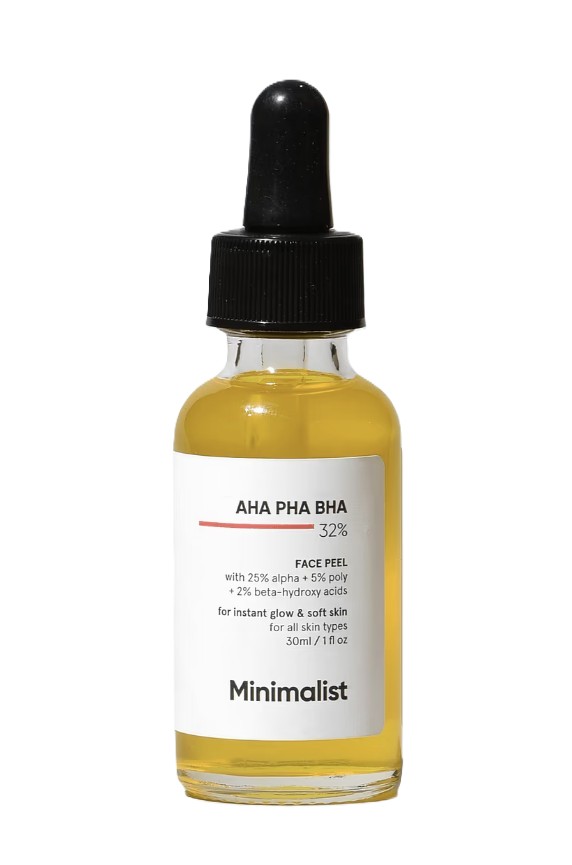 AHA PHA BHA
32%
FACE PEEL
with 25% alpha + 5% poly
+ 2% beta-hydroxy acids
for instant glow & soft skin
for all skin types
30ml / 1 fl oz
Minimalist